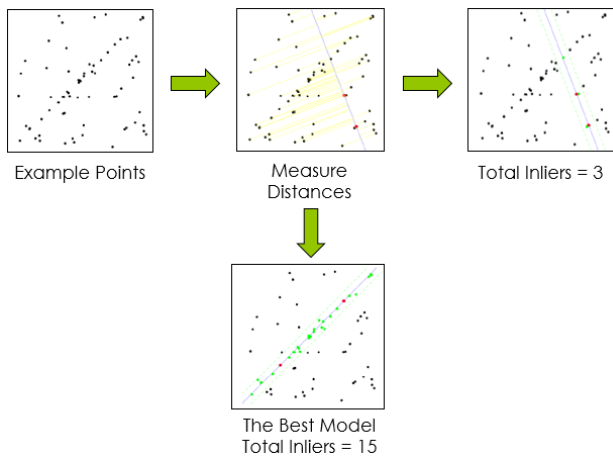 Example Points
Measure
Distances
Total Inliers = 3
The Best Model
Total Inliers = 15